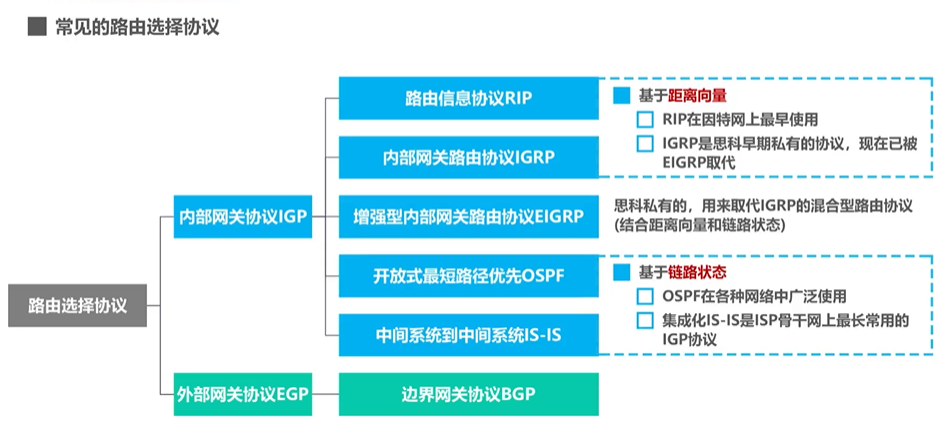 常见的路由选择协议
路由信息协议RIP
基于距离向量
RIP在因特网上最早使用
内部网关路由协议IGRP
IGRP是思科早期私有的协议，现在已被
EIGRP取代
内部网关协议IGP
增强型内部网关路由协议EIGRP
思科私有的，用来取代IGRP的混合型路由协议
(结合距离向量和链路状态)
开放式最短路径优先OSPF
基于链路状态
OSPF在各种网络中广泛使用
路由选择协议
中间系统到中间系统IS-IS
集成化IS-IS是ISP骨干网上最长常用的
IGP协议
外部网关协议EGP
边界网关协议BGP